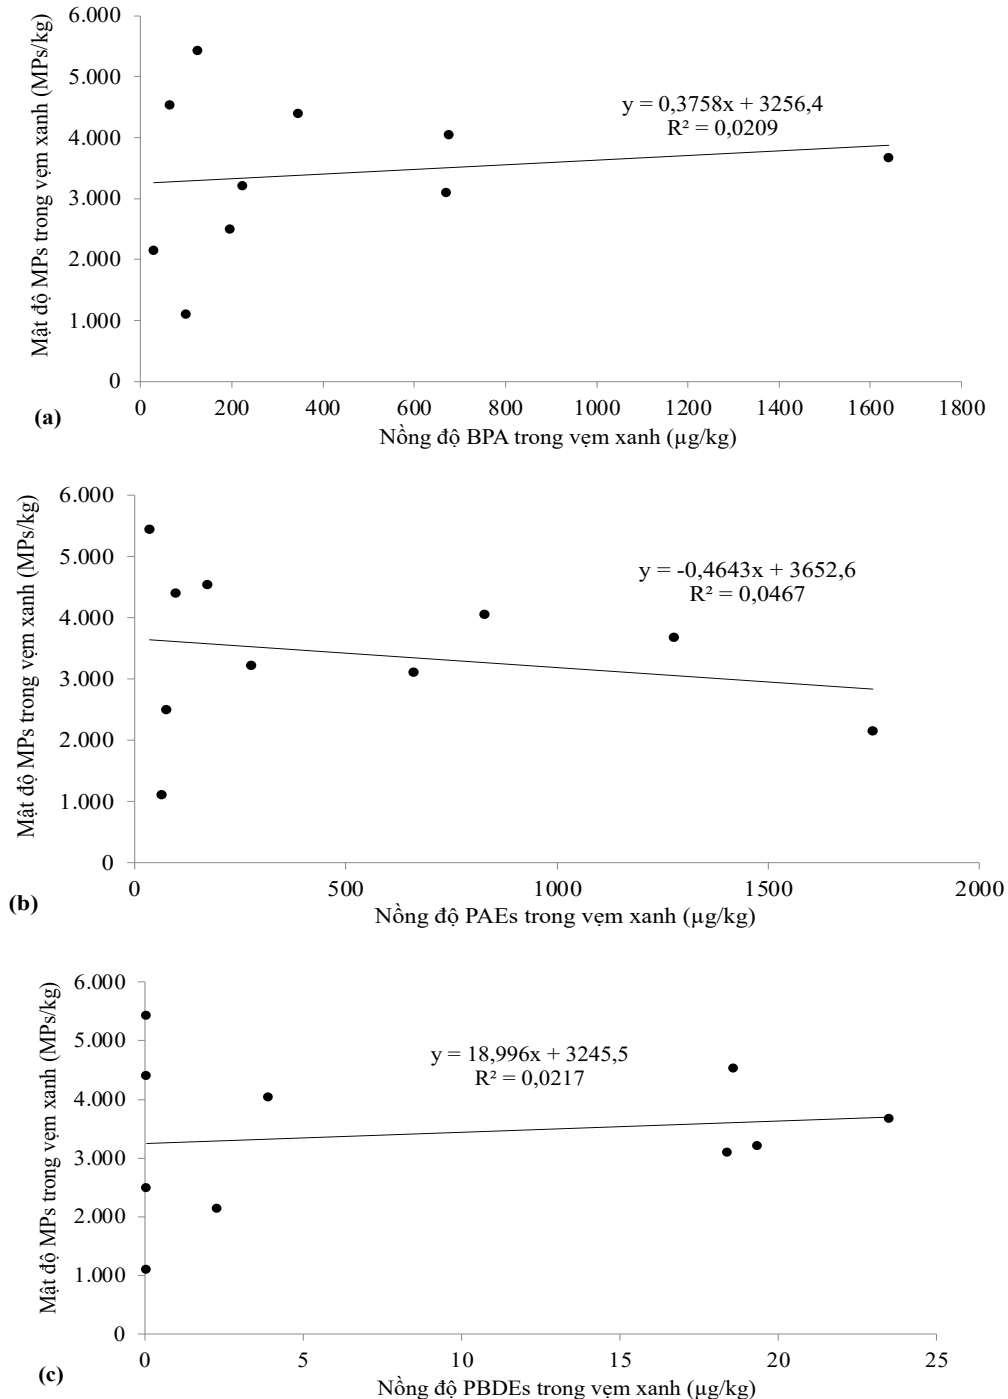 Mật độ MPs trong vẹm xanh (MPs/kg)
6.000
5.000
4.000
3.000
2.000
1.000
0
y = 0,3758x + 3256,4
R² = 0,0209
0 200 400 600 800 1000 1200 1400 1600 1800
(a)
Nồng độ BPA trong vẹm xanh (µg/kg)
Mật độ MPs trong vẹm xanh (MPs/kg)
6.000
5.000
4.000
3.000
2.000
1.000
0
y = -0,4643x + 3652,6
R² = 0,0467
0 500 1000 1500 2000
(b)
Nồng độ PAEs trong vẹm xanh (µg/kg)
Mật độ MPs trong vẹm xanh (MPs/kg)
6.000
5.000
4.000
3.000
2.000
1.000
0
y = 18,996x + 3245,5
R² = 0,0217
0 5 10 15 20 25
(c)
Nồng độ PBDEs trong vẹm xanh (µg/kg)